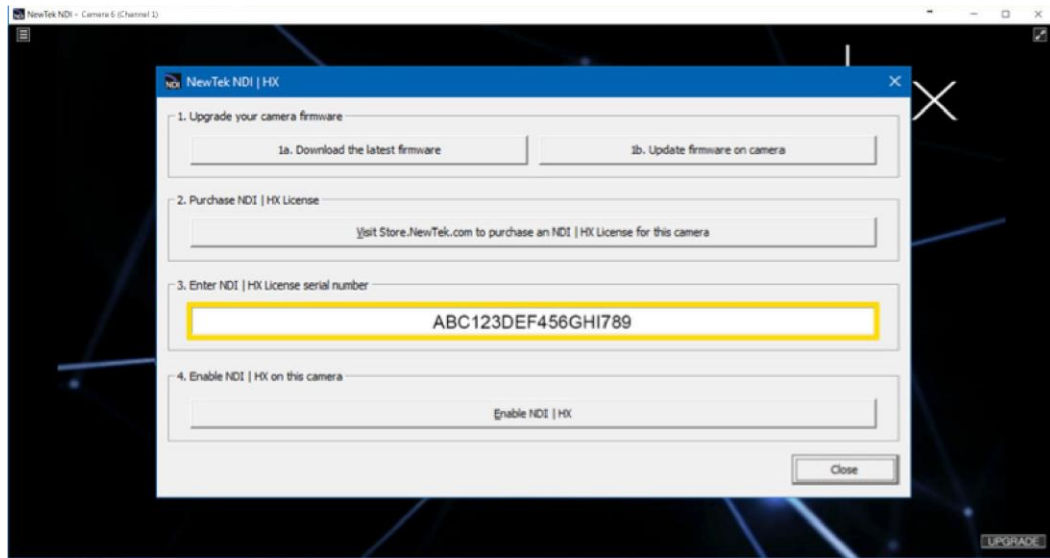 NewTek NDI - Camera 6 (Channel 1)
NewTek NDI | HX
1. Upgrade your camera firmware
1a. Download the latest firmware
1b. Update firmware on camera
2. Purchase NDI | HX License
Visit Store.NewTek.com to purchase an NDI | HX License for this camera
3. Enter NDI | HX License serial number
ABC123DEF456GHI789
4. Enable NDI | HX on this camera
Enable NDI | HX
Close
UPGRADE